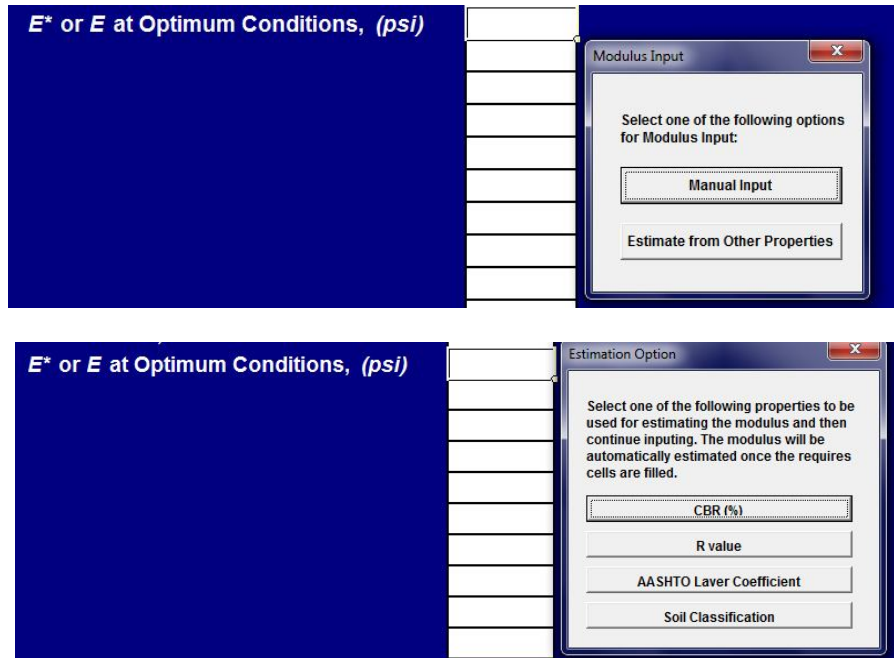 E* or E at Optimum Conditions, (psi)
Modulus Input
x
Select one of the following options
for Modulus Input:
Manual Input
Estimate from Other Properties
E* or E at Optimum Conditions, (psi)
Estimation Option
x
Select one of the following properties to be
used for estimating the modulus and then
continue inputing. The modulus will be
automatically estimated once the requires
cells are filled.
CBR (%)
R value
AASHTO Laver Coefficient
Soil Classification